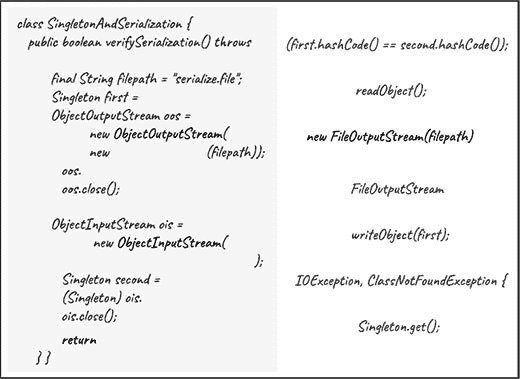 class SingletonAndSerialization {
public boolean verifySerialization() throws
final String filepath = "serialize.file";
Singleton first =
ObjectOutputStream oos =
new ObjectOutputStream(
new (filepath));
oos.
oos.close();
ObjectInputStream ois =
new ObjectInputStream(
);
Singleton second =
(Singleton) ois.
ois.close();
return
} }
(first.hashCode() == second.hashCode());
readObject();
new FileOutputStream(filepath)
FileOutputStream
writeObject(first);
IOException, ClassNotFoundException {
Singleton.get();